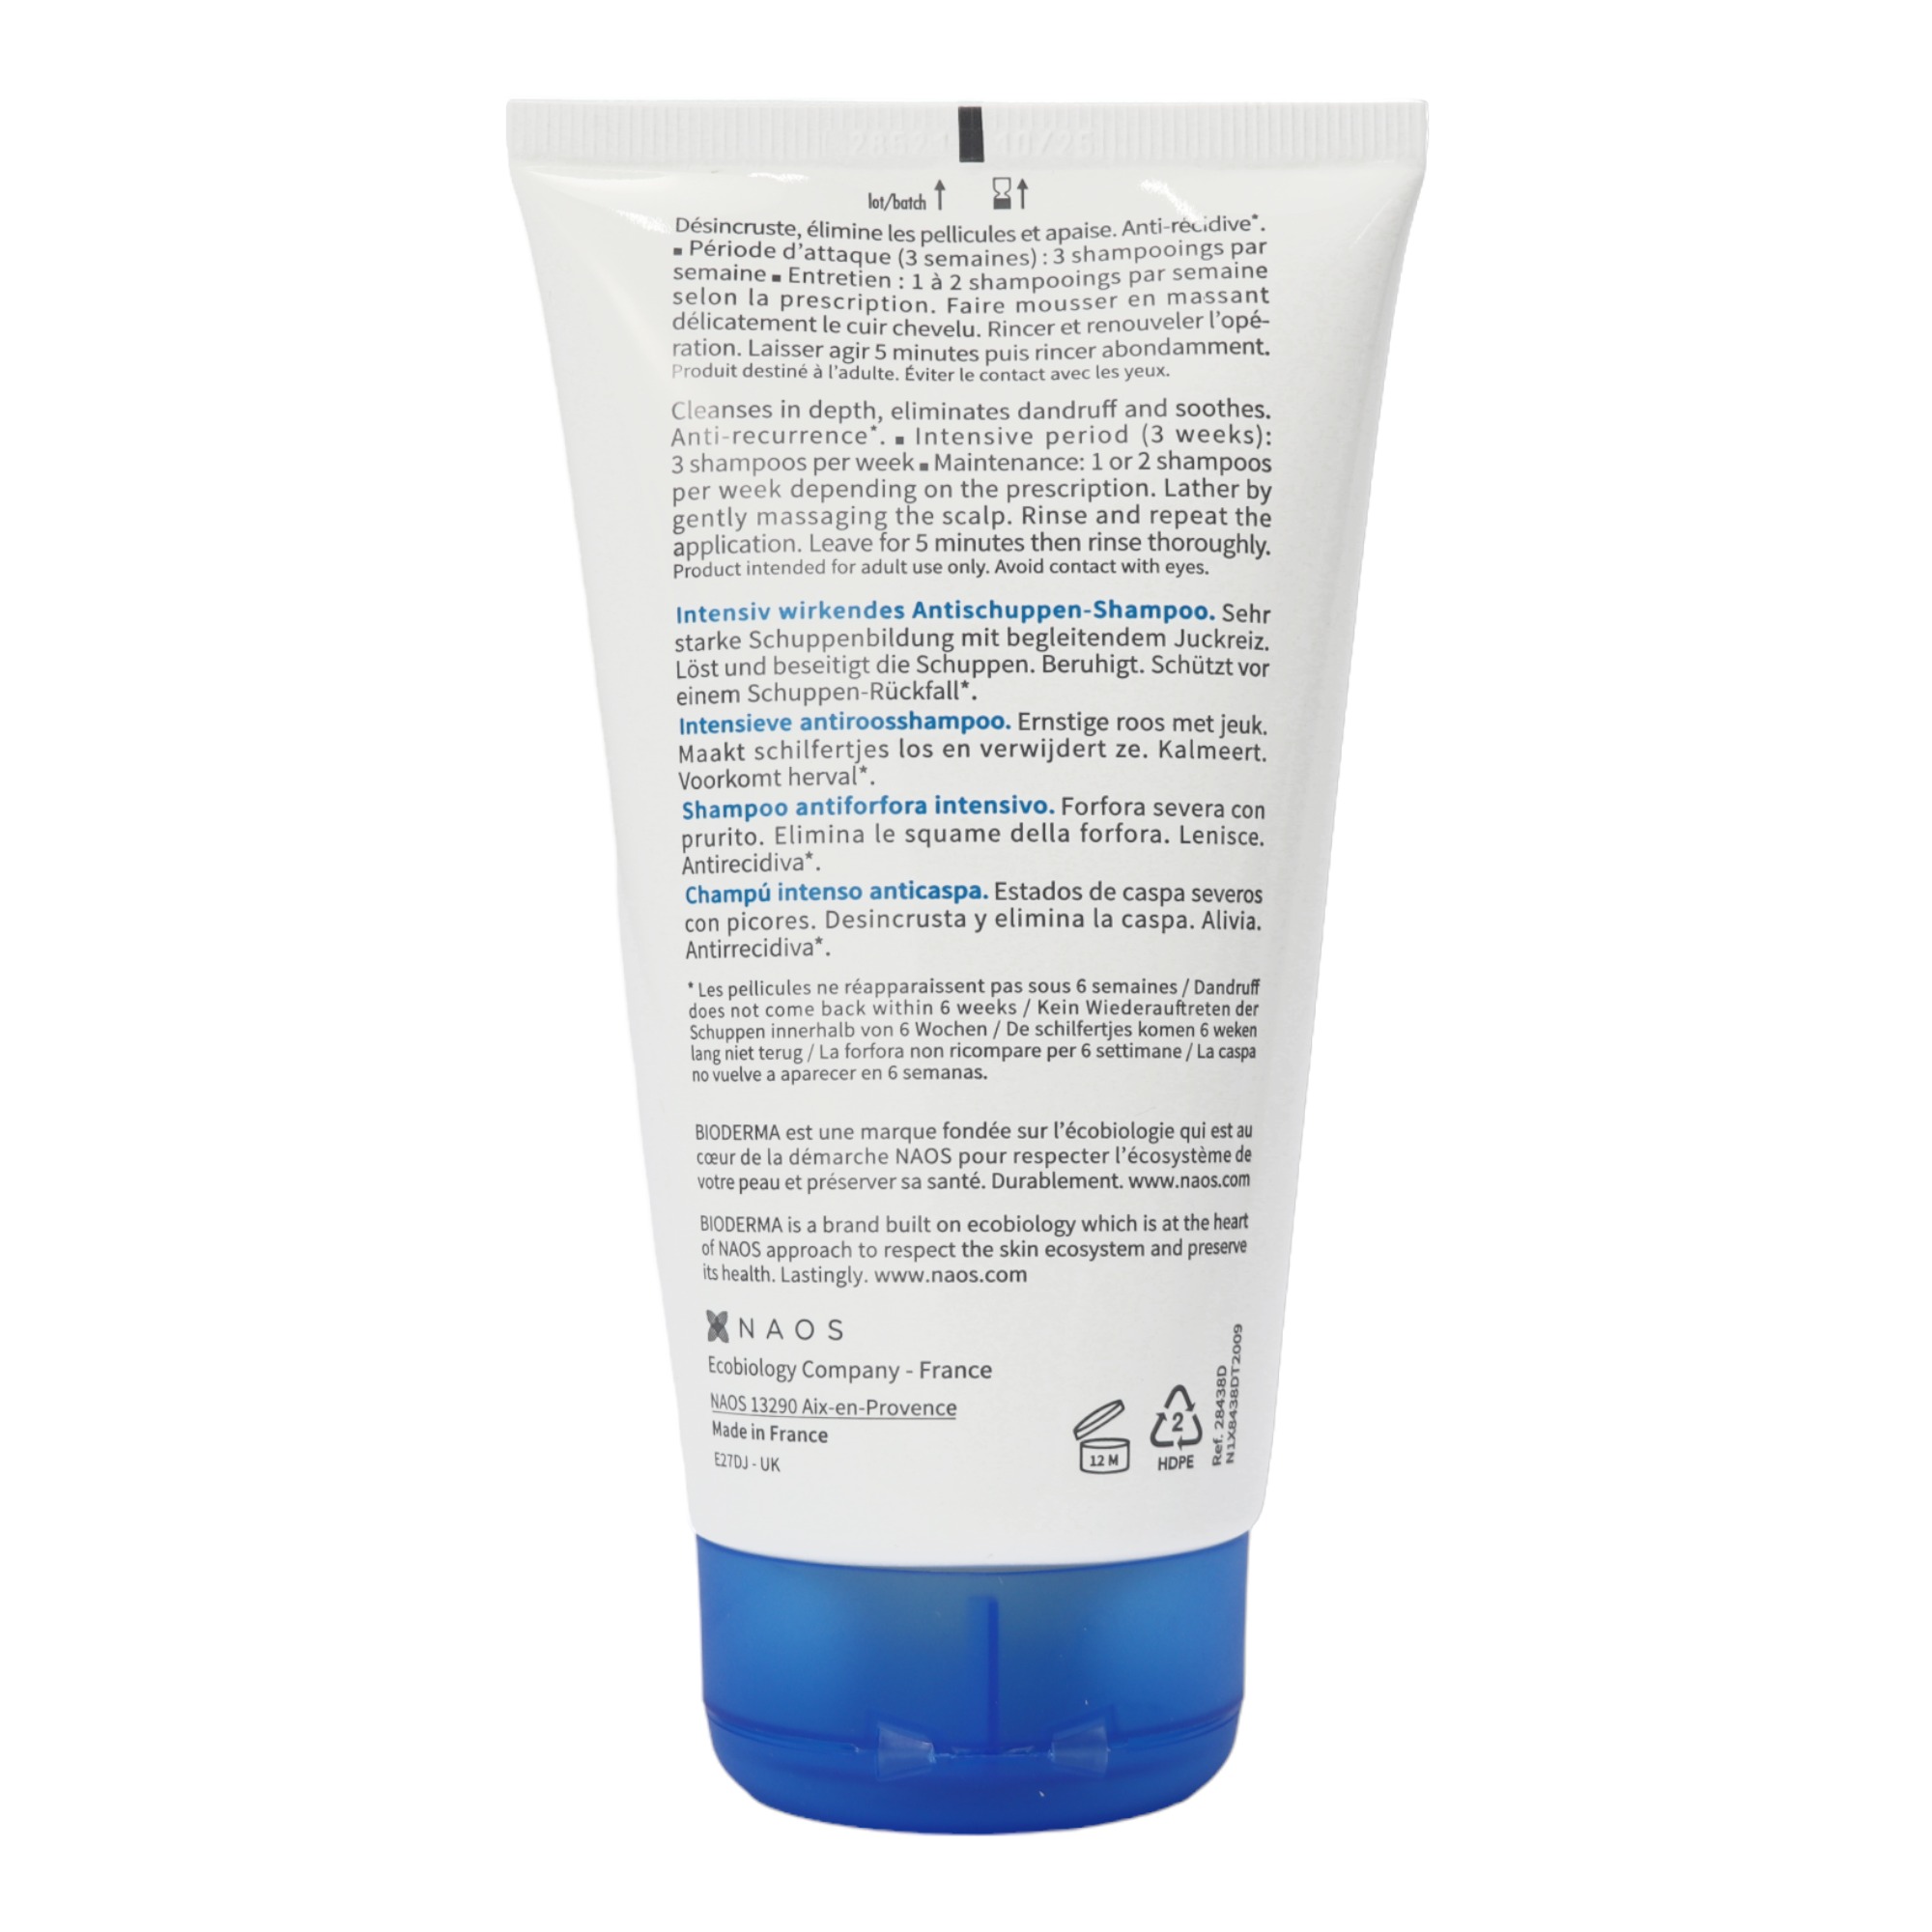 10/25
lot/batch
Désincruste, élimine les pellicules et apaise. Anti-récidive*.
▪ Période d'attaque (3 semaines) : 3 shampooings par
semaine ▪ Entretien : 1 à 2 shampooings par semaine
selon la prescription. Faire mousser en massant
délicatement le cuir chevelu. Rincer et renouveler l'opé-
ration. Laisser agir 5 minutes puis rincer abondamment.
Produit destiné à l'adulte. Éviter le contact avec les yeux.
Cleanses in depth, eliminates dandruff and soothes.
Anti-recurrence*. ▪ Intensive period (3 weeks):
3 shampoos per week ▪ Maintenance: 1 or 2 shampoos
per week depending on the prescription. Lather by
gently massaging the scalp. Rinse and repeat the
application. Leave for 5 minutes then rinse thoroughly.
Product intended for adult use only. Avoid contact with eyes.
Intensiv wirkendes Antischuppen-Shampoo. Sehr
starke Schuppenbildung mit begleitendem Juckreiz.
Löst und beseitigt die Schuppen. Beruhigt. Schützt vor
einem Schuppen-Rückfall*.
Intensieve antiroosshampoo. Ernstige roos met jeuk.
Maakt schilfertjes los en verwijdert ze. Kalmeert.
Voorkomt herval*.
Shampoo antiforfora intensivo. Forfora severa con
prurito. Elimina le squame della forfora. Lenisce.
Antirecidiva*.
Champú intenso anticaspa. Estados de caspa severos
con picores. Desincrusta y elimina la caspa. Alivia.
Antirrecidiva*.
* Les pellicules ne réapparaissent pas sous 6 semaines / Dandruff
does not come back within 6 weeks / Kein Wiederauftreten der
Schuppen innerhalb von 6 Wochen / De schilfertjes komen 6 weken
lang niet terug / La forfora non ricompare per 6 settimane / La caspa
no vuelve a aparecer en 6 semanas.
BIODERMA est une marque fondée sur l'écobiologie qui est au
cœur de la démarche NAOS pour respecter l'écosystème de
votre peau et préserver sa santé. Durablement. www.naos.com
BIODERMA is a brand built on ecobiology which is at the heart
of NAOS approach to respect the skin ecosystem and preserve
its health. Lastingly. www.naos.com
NAOS
Ecobiology Company - France
NAOS 13290 Aix-en-Provence
Made in France
E27DJ - UK
12 M
2
HDPE
Ref. 28438D
N1X8438DT2009